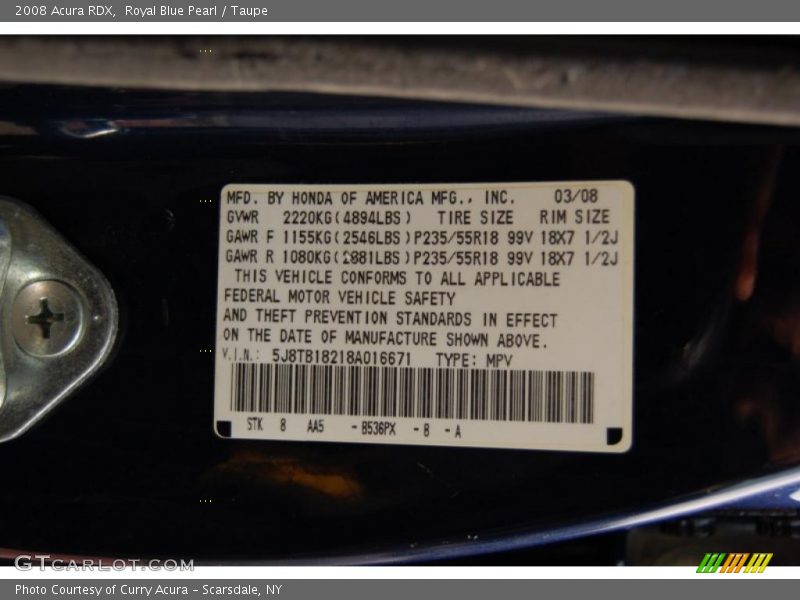 2008 Acura RDX, Royal Blue Pearl / Taupe
MFD. BY HONDA OF AMERICA MFG., INC. 03/08
GVWR 2220KG(4894LBS) TIRE SIZE RIM SIZE
GAWR F 1155KG(2546LBS)P235/55R18 99V 18X7 1/2J
GAWR R 1080KG(2881LBS)P235/55R18 99V 18X7 1/2J
THIS VEHICLE CONFORMS TO ALL APPLICABLE
FEDERAL MOTOR VEHICLE SAFETY
AND THEFT PREVENTION STANDARDS IN EFFECT
ON THE DATE OF MANUFACTURE SHOWN ABOVE.
V.I.N.: 5J8TB18218A016671 TYPE: MPV
STK 8 AA5 -B536PX -B -A
GTCARLOT.COM
Photo Courtesy of Curry Acura - Scarsdale, NY